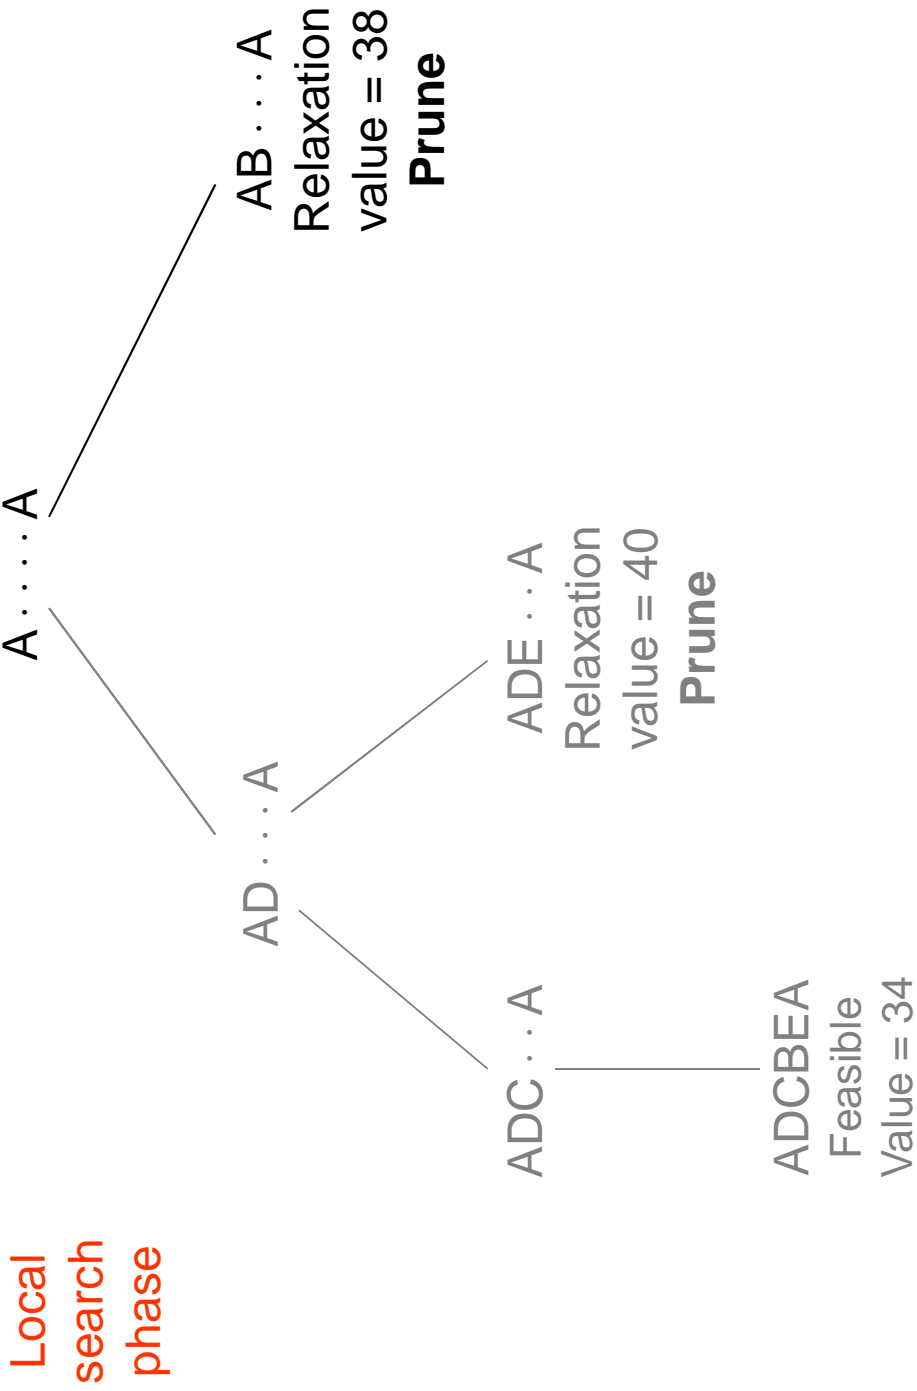 Local
search
phase
A · · · · A
AD · · · A
AB · · · A
Relaxation
value = 38
Prune
ADC · · A
ADE · · A
Relaxation
value = 40
Prune
ADCBEA
Feasible
Value = 34